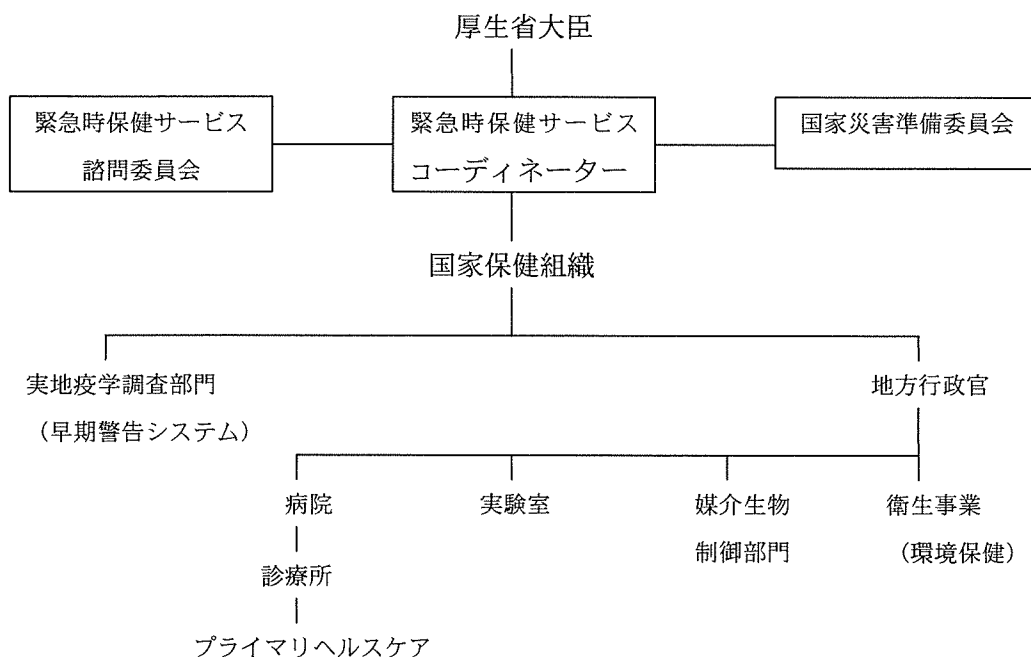 厚生省大臣
緊急時保健サービス
諮問委員会
緊急時保健サービス
コーディネーター
国家災害準備委員会
国家保健組織
実地疫学調査部門
（早期警告システム）
地方行政官
病院
実験室
媒介生物
制御部門
衛生事業
（環境保健）
診療所
プライマリヘルスケア